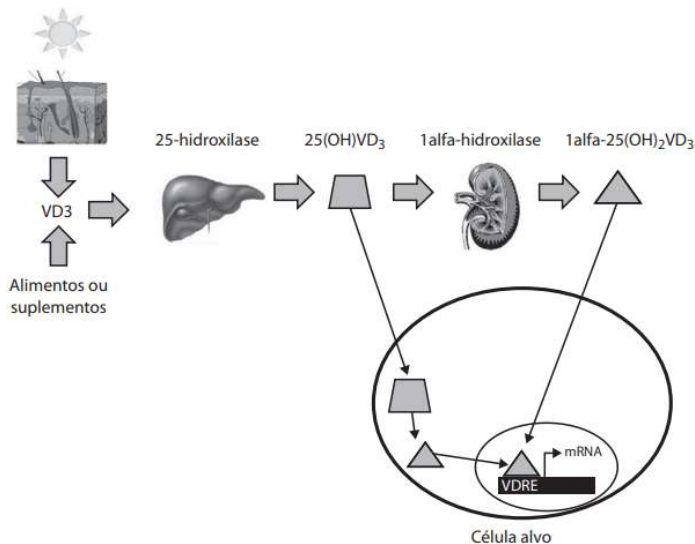 25-hidroxilase
25(OH)VD₃
1alfa-hidroxilase
1alfa-25(OH)₂VD₃
VD3
Alimentos ou
suplementos
mRNA
VDRE
Célula alvo